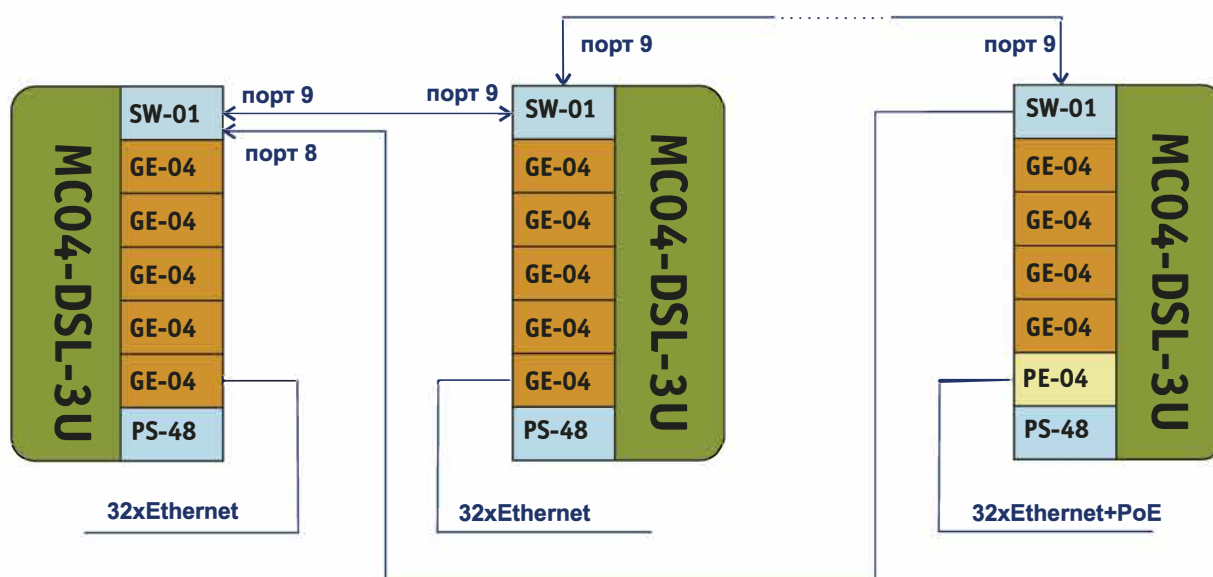 порт 9
порт 9
порт 9
порт 9
порт 8
MC04-DSL-3U
SW-01
GE-04
GE-04
GE-04
GE-04
GE-04
PS-48
32xEthernet
SW-01
GE-04
GE-04
GE-04
GE-04
GE-04
PS-48
MC04-DSL-3U
32xEthernet
SW-01
GE-04
GE-04
GE-04
GE-04
PE-04
PS-48
MC04-DSL-3U
32xEthernet+PoE